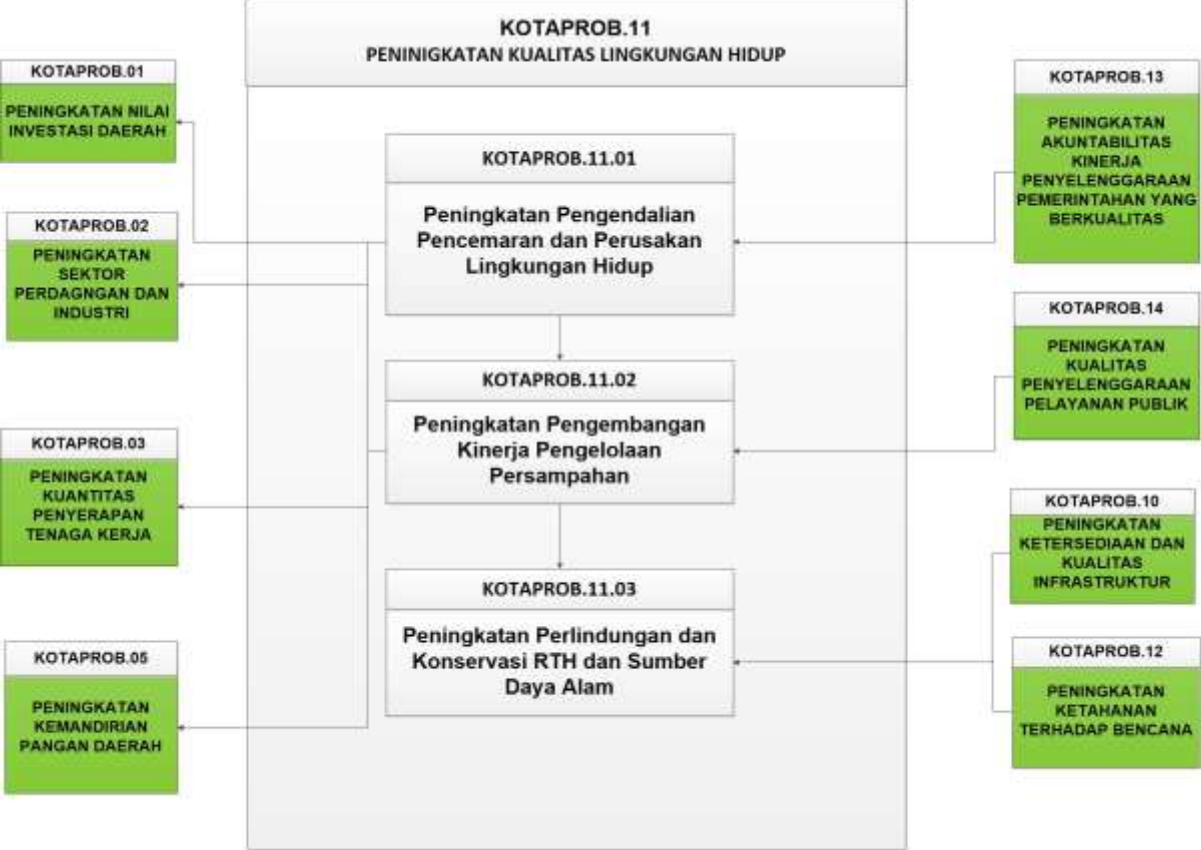 KOTAPROB.11
PENINIGKATAN KUALITAS LINGKUNGAN HIDUP
KOTAPROB.01
PENINGKATAN NILAI
INVESTASI DAERAH
KOTAPROB.02
PENINGKATAN
SEKTOR
PERDAGNGAN DAN
INDUSTRI
KOTAPROB.03
PENINGKATAN
KUANTITAS
PENYERAPAN
TENAGA KERJA
KOTAPROB.05
PENINGKATAN
KEMANDIRIAN
PANGAN DAERAH
KOTAPROB.11.01
Peningkatan Pengendalian
Pencemaran dan Perusakan
Lingkungan Hidup
KOTAPROB.11.02
Peningkatan Pengembangan
Kinerja Pengelolaan
Persampahan
KOTAPROB.11.03
Peningkatan Perlindungan dan
Konservasi RTH dan Sumber
Daya Alam
KOTAPROB.13
PENINGKATAN
AKUNTABILITAS
KINERJA
PENYELENGGARAAN
PEMERINTAHAN YANG
BERKUALITAS
KOTAPROB.14
PENINGKATAN
KUALITAS
PENYELENGGARAAN
PELAYANAN PUBLIK
KOTAPROB.10
PENINGKATAN
KETERSEDIAAN DAN
KUALITAS
INFRASTRUKTUR
KOTAPROB.12
PENINGKATAN
KETAHANAN
TERHADAP BENCANA